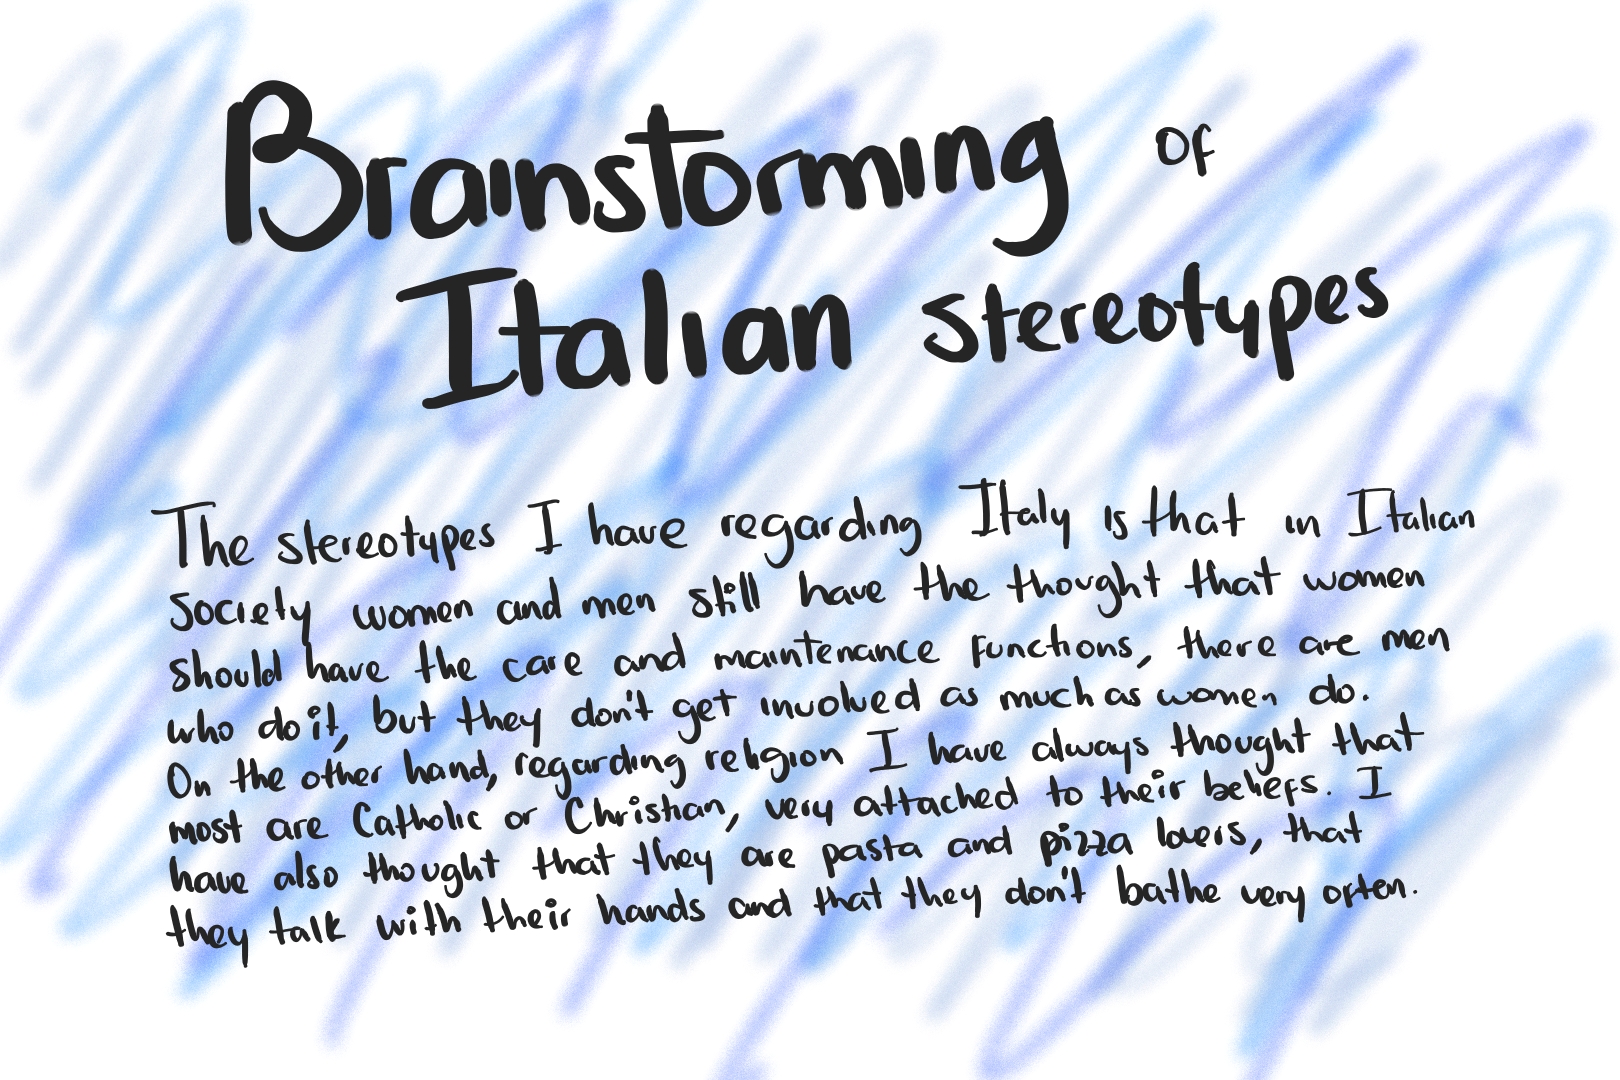 Brainstorming of
Italian stereotypes
The stereotypes I have regarding Italy is that in Italian
society women and men still have the thought that women
should have the care and maintenance functions, there are men
who do it, but they don't get involved as much as women do.
On the other hand, regarding religion I have always thought that
most are Catholic or Christian, very attached to their beliefs. I
have also thought that they are pasta and pizza lovers, that
they talk with their hands and that they don't bathe very often.